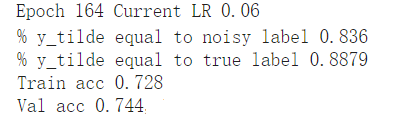 Epoch 164 Current LR 0.06
% y_tilde equal to noisy label 0.836
% y_tilde equal to true label 0.8879
Train acc 0.728
Val acc 0.744